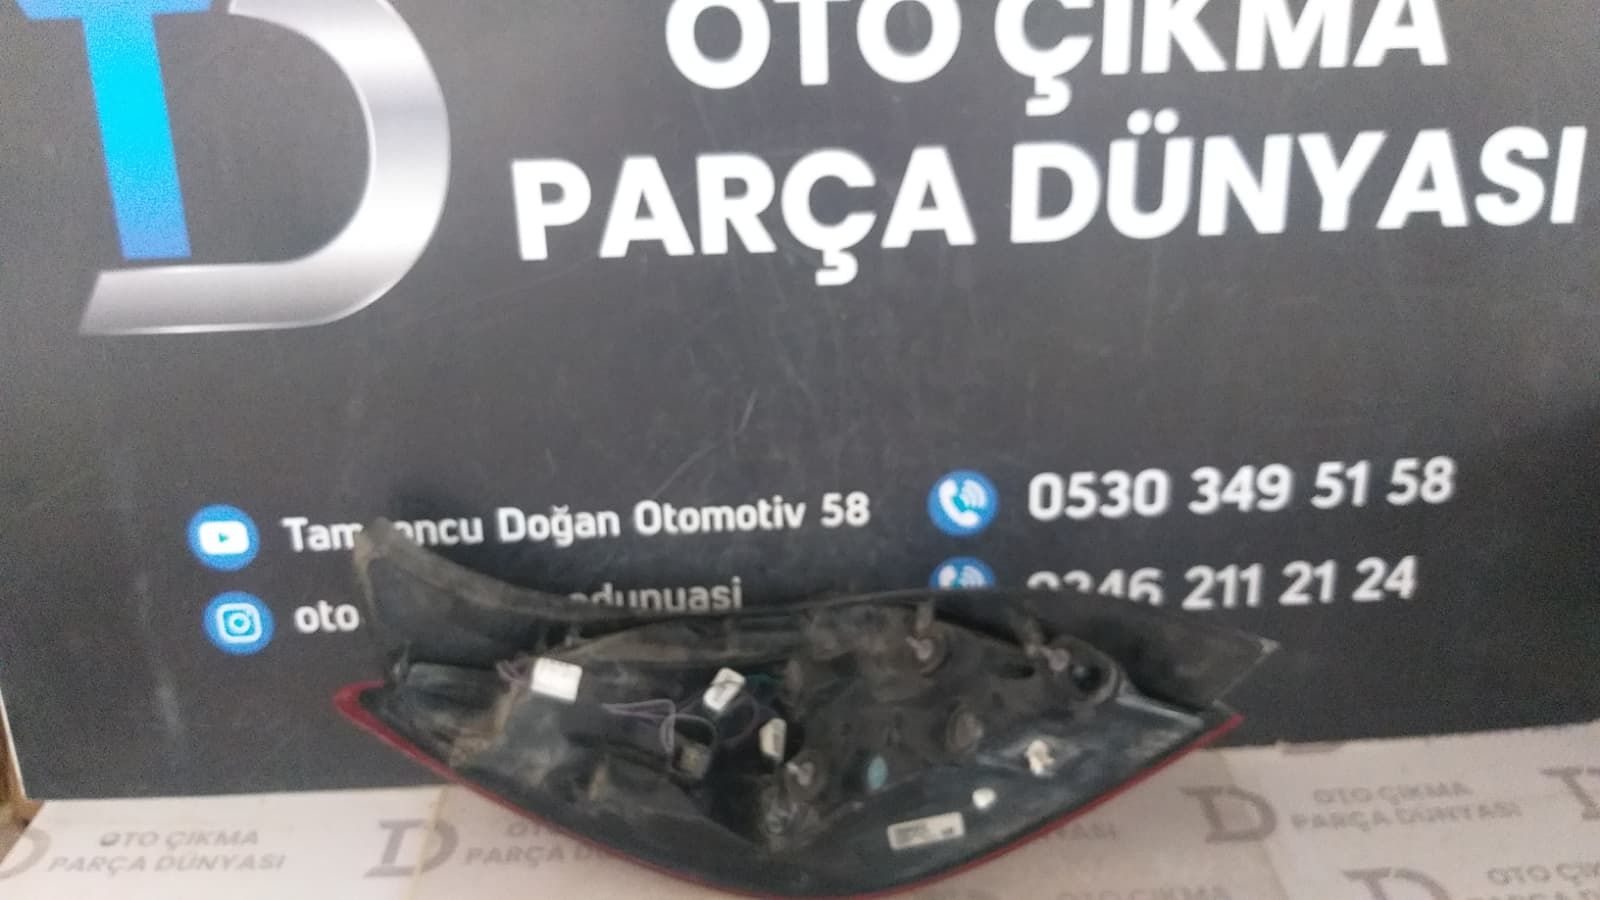 OTO ÇIKMA
PARÇA DÜNYASI
Doğan Otomotiv 58
0530 349 51 58
oto
211 21 24
OTO ÇIKMA
PARÇA DÜNYASI
OTO ÇIKMA
PARÇA DÜNYASI